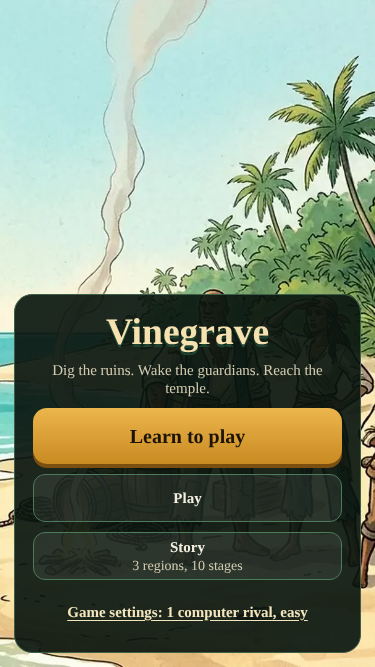 Vinegrave
Dig the ruins. Wake the guardians. Reach the
temple.
Learn to play
Play
Story
3 regions, 10 stages
Game settings: 1 computer rival, easy